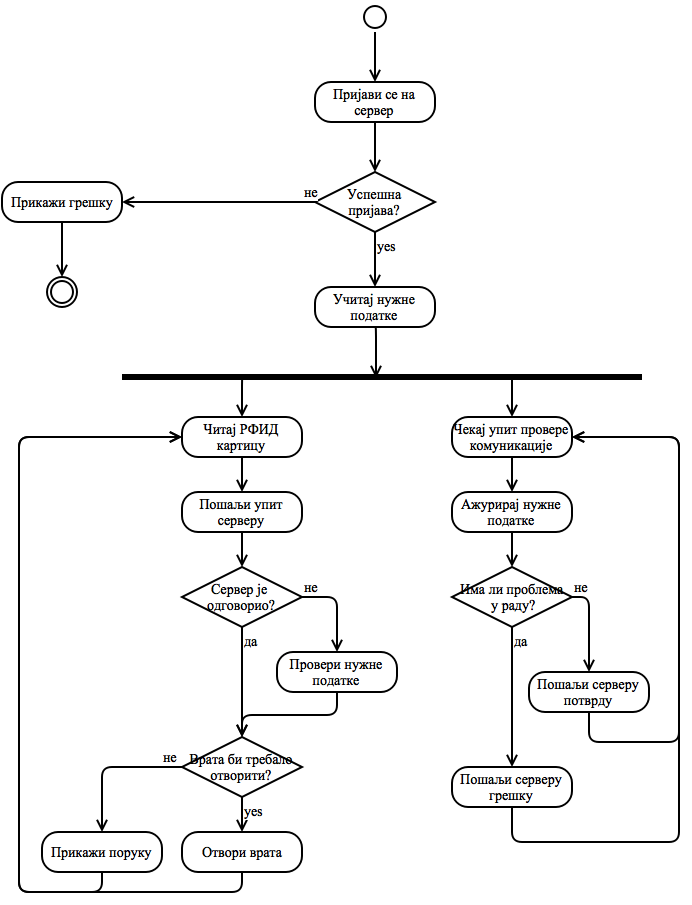 Пријави се на
сервер
Успешна
пријава?
не
Прикажи грешку
yes
Учитај нужне
податке
Читај РФИД
картицу
Чекај упит провере
комуникације
Пошаљи упит
серверу
Ажурирај нужне
податке
Сервер је
одговорио?
не
Има ли проблема
у раду?
не
да
да
Провери нужне
податке
Пошаљи серверу
потврду
не
Врата би требало
отворити?
Пошаљи серверу
грешку
yes
Прикажи поруку
Отвори врата